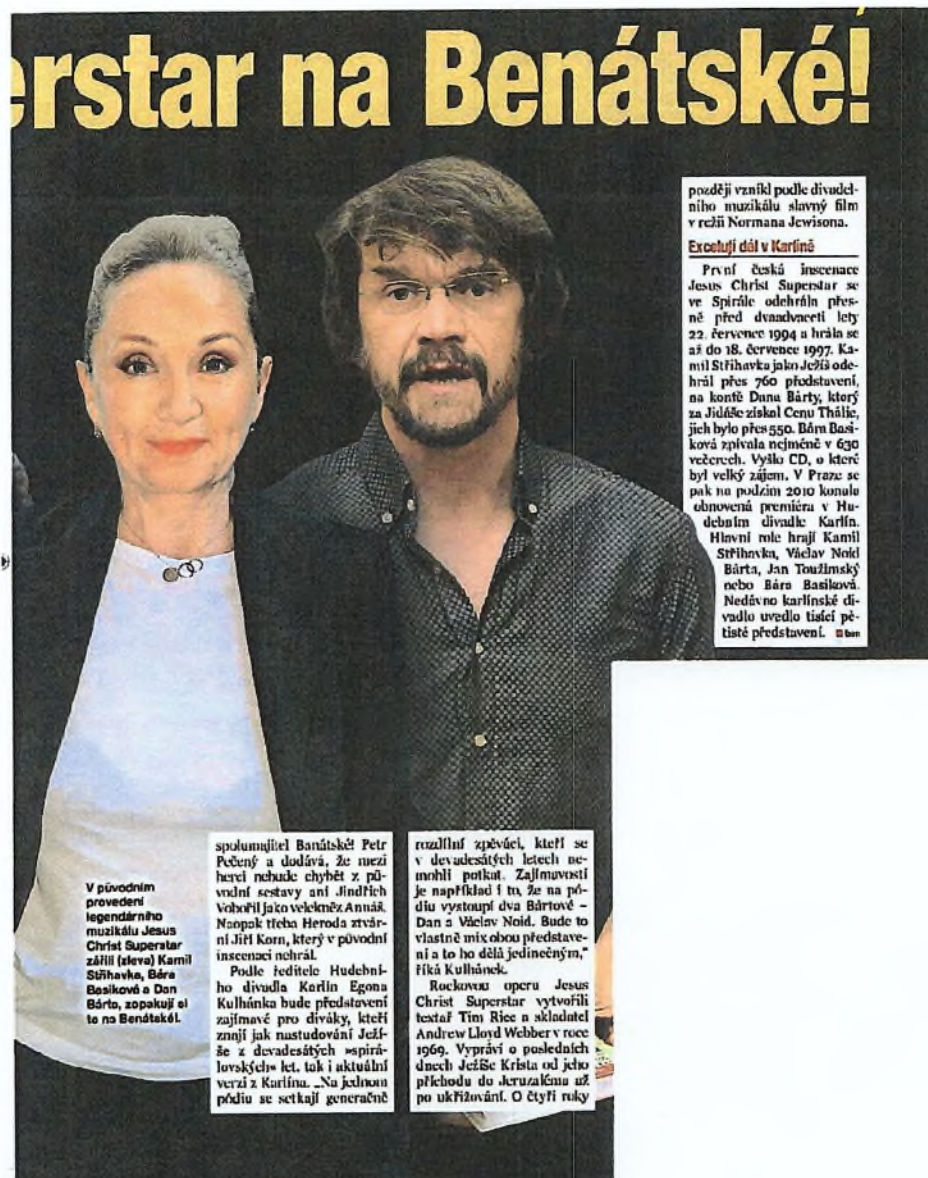 erstar na Benátské!
V původním
provedení
legendárního
muzikálu Jesus
Christ Superstar
zářili (zleva) Kamil
Střihavka, Bára
Basiková a Dan
Bárta, zopakují si
to na Benátské!.
spolumajitel Benátské! Petr
Pečený a dodává, že mezi
herci nebude chybět z pů-
vodní sestavy ani Jindřich
Vobořil jako velekněz Annáš.
Naopak třeba Heroda ztvár-
ní Jiří Korn, který v původní
inscenaci nehrál.
Podle ředitele Hudební-
ho divadla Karlín Egona
Kulhánka bude představení
zajímavé pro diváky, kteří
znají jak nastudování Ježí-
še z devadesátých »spirá-
lovských« let, tak i aktuální
verzi z Karlína. „Na jednom
pódiu se setkají generačně
rozdílní zpěváci, kteří se
v devadesátých letech ne-
mohli potkat. Zajímavostí
je například i to, že na pó-
diu vystoupí dva Bártové –
Dan a Václav Noid. Bude to
vlastně mix obou představe-
ní a to ho dělá jedinečným,"
říká Kulhánek.
Rockovou operu Jesus
Christ Superstar vytvořili
textař Tim Rice a skladatel
Andrew Lloyd Webber v roce
1969. Vypráví o posledních
dnech Ježíše Krista od jeho
příchodu do Jeruzaléma až
po ukřižování. O čtyři roky
později vznikl podle divadel-
ního muzikálu slavný film
v režii Normana Jewisona.
Excelují dál v Karlíně
První česká inscenace
Jesus Christ Superstar se
ve Spirále odehrála přes-
ně před dvaadvaceti lety
22. července 1994 a hrála se
až do 18. července 1997. Ka-
mil Střihavka jako Ježíš ode-
hrál přes 760 představení,
na kontě Dana Bárty, který
za Jidáše získal Cenu Thálie,
jich bylo přes 550. Bára Basi-
ková zpívala nejméně v 630
večerech. Vyšlo CD, o které
byl velký zájem. V Praze se
pak na podzim 2010 konala
obnovená premiéra v Hu-
debním divadle Karlín.
Hlavní role hrají Kamil
Střihavka, Václav Noid
Bárta, Jan Toužimský
nebo Bára Basiková.
Nedávno karlínské di-
vadlo uvedlo tisící pě-
tisté představení.